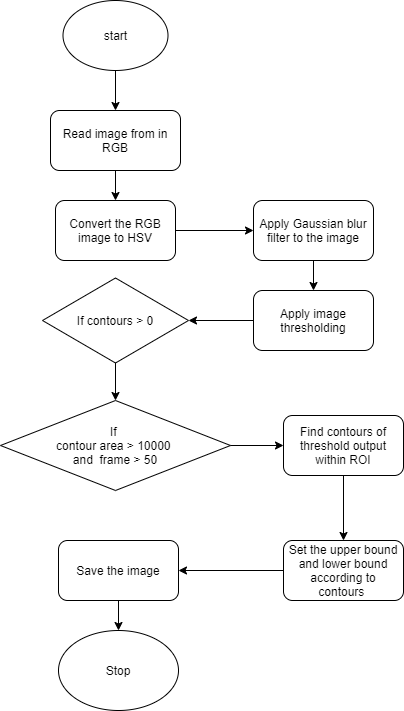 start
Read image from in
RGB
Convert the RGB
image to HSV
Apply Gaussian blur
filter to the image
Apply image
thresholding
If contours > 0
If
contour area > 10000
and frame > 50
Find contours of
threshold output
within ROI
Set the upper bound
and lower bound
according to
contours
Save the image
Stop